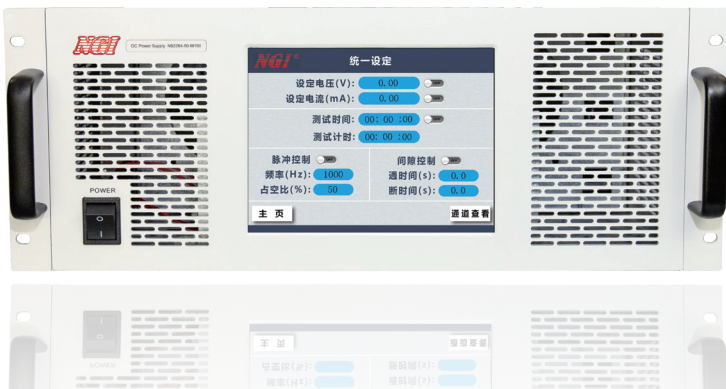 NGI
DC Power Supply
NGI®
统一设定
设定电压(V): 0.00
设定电流(mA): 0.00
测试时间: 00: 00 :00
测试计时: 00: 00 :00
脉冲控制
间隙控制
频率(Hz): 1000
通时间(s): 0.0
占空比(%): 50
断时间(s): 0.0
POWER
主 页
通道查看